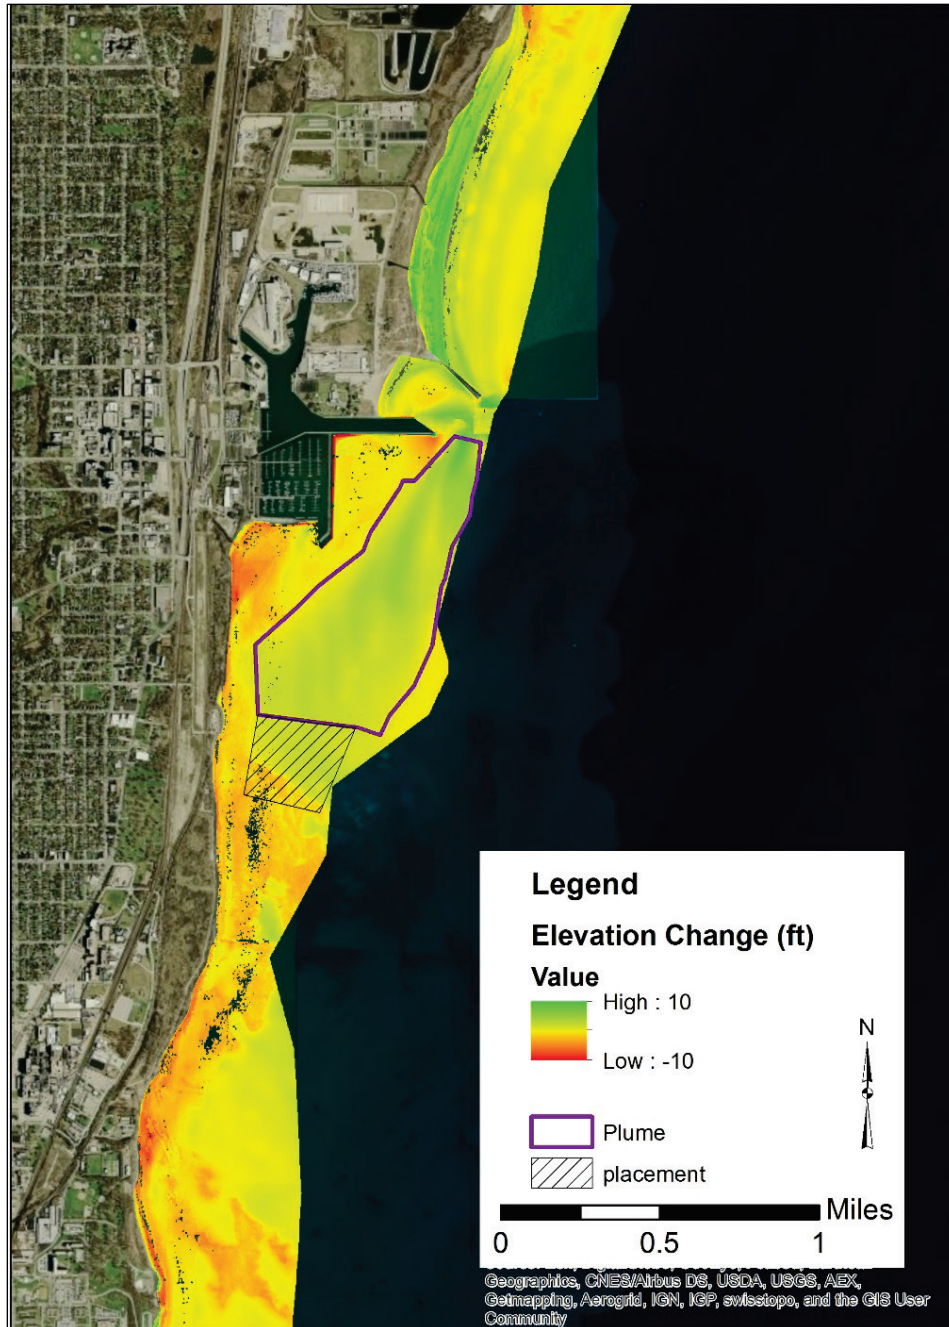 Legend
Elevation Change (ft)
Value
High : 10
Low : -10
N
Plume
placement
Miles
0 0.5 1
Geographics, CNES/Airbus DS, USDA, USGS, AEX,
Getmapping, Aerogrid, IGN, IGP, swisstopo, and the GIS User
Community